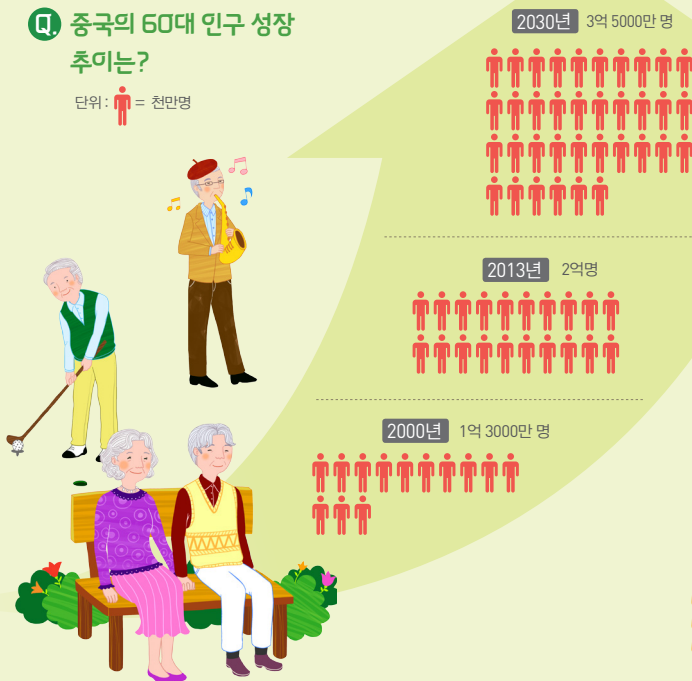 Q. 중국의 60대 인구 성장
추이는?
단위: = 천만명
2030년 3억 5000만 명
2013년 2억명
2000년 1억 3000만 명